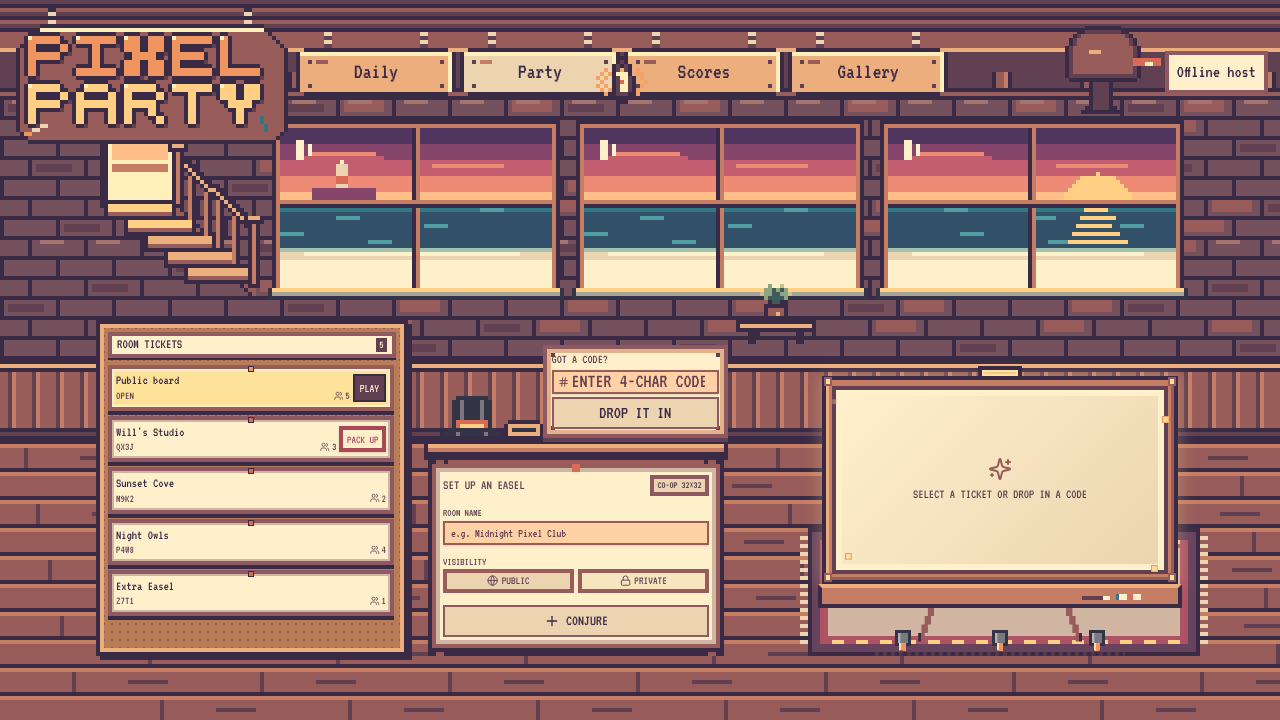 PIXEL
PARTY
Daily
Party
Scores
Gallery
Offline host
ROOM TICKETS
5
Public board
OPEN
5
PLAY
Will's Studio
QX3J
3
PACK UP
Sunset Cove
M9K2
2
Night Owls
P4W8
4
Extra Easel
Z7T1
1
GOT A CODE?
# ENTER 4-CHAR CODE
DROP IT IN
SET UP AN EASEL
CO-OP 32×32
ROOM NAME
e.g. Midnight Pixel Club
VISIBILITY
PUBLIC
PRIVATE
+ CONJURE
SELECT A TICKET OR DROP IN A CODE